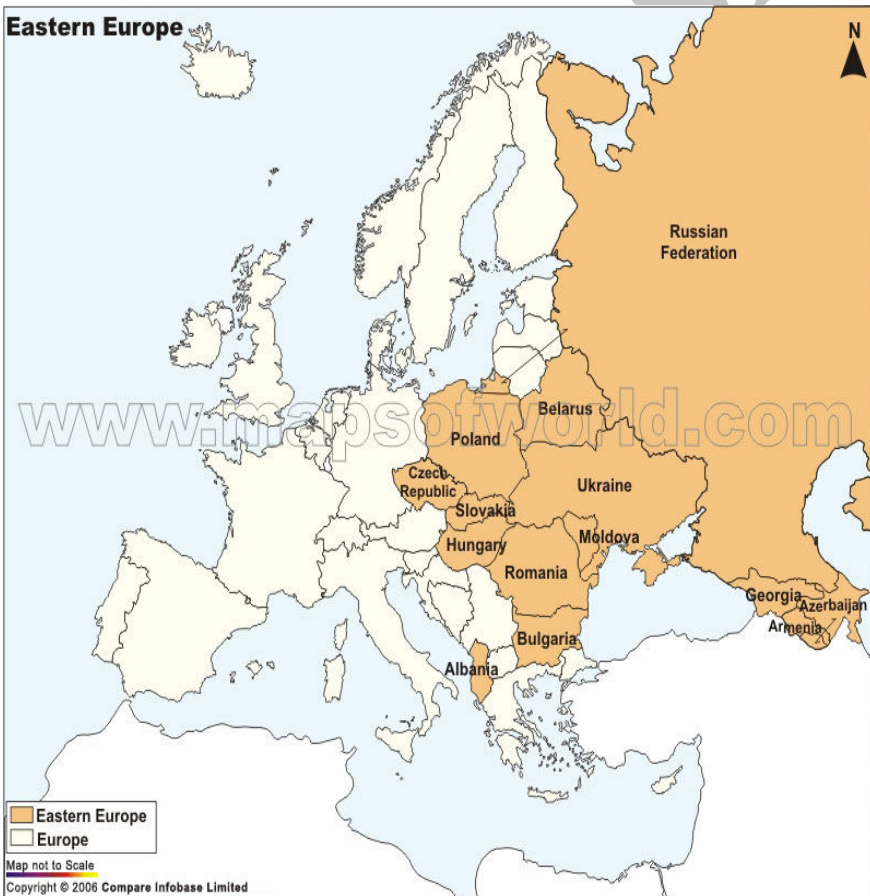 Eastern Europe
N
Russian
Federation
www.mapsofworld.com
Belarus
Poland
Czech
Republic
Ukraine
Slovakia
Hungary
Moldova
Romania
Georgia
Azerbaijan
Armenia
Bulgaria
Albania
Eastern Europe
Europe
Map not to Scale
Copyright © 2006 Compare Infobase Limited